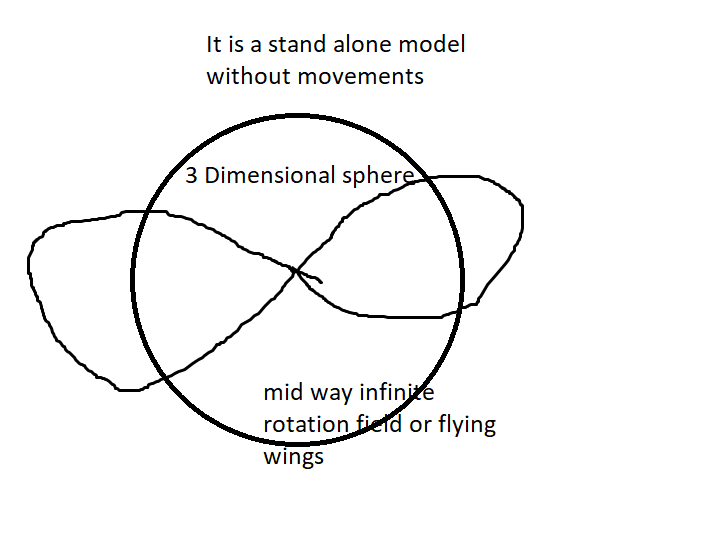 It is a stand alone model
without movements
3 Dimensional sphere
mid way infinite
rotation field or flying
wings